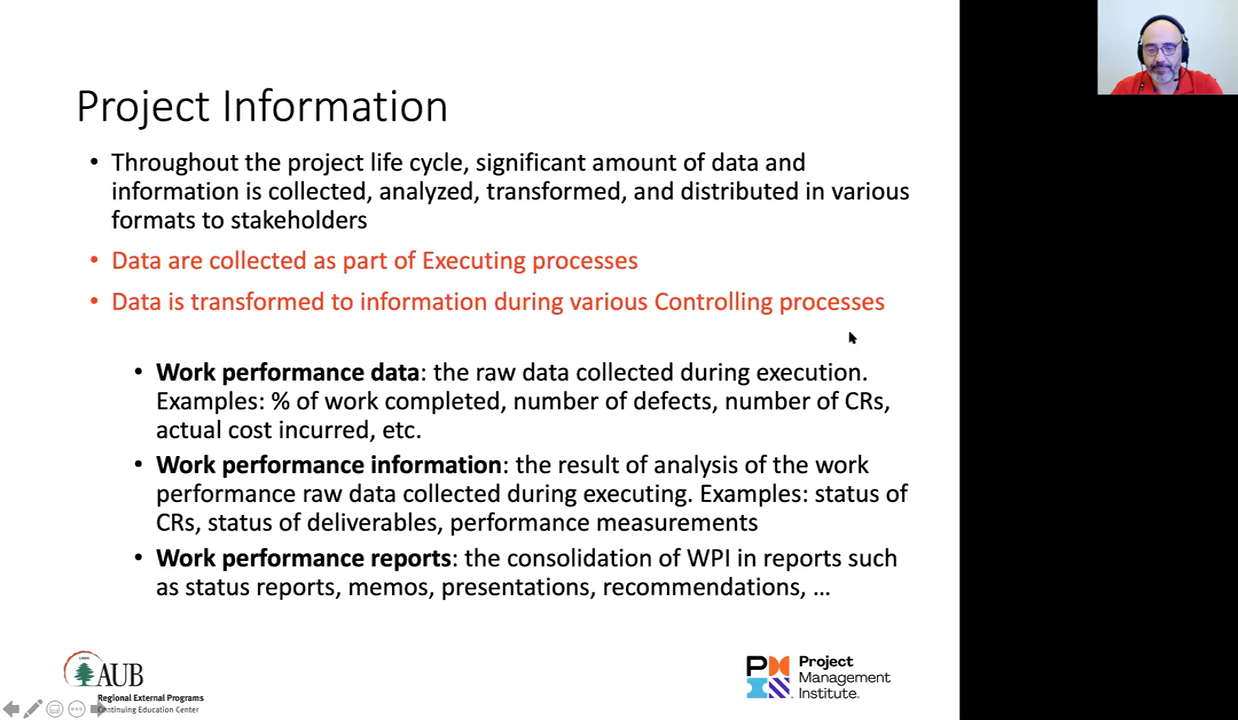 Project Information
• Throughout the project life cycle, significant amount of data and
information is collected, analyzed, transformed, and distributed in various
formats to stakeholders
• Data are collected as part of Executing processes
• Data is transformed to information during various Controlling processes
• Work performance data: the raw data collected during execution.
Examples: % of work completed, number of defects, number of CRs,
actual cost incurred, etc.
• Work performance information: the result of analysis of the work
performance raw data collected during executing. Examples: status of
CRs, status of deliverables, performance measurements
• Work performance reports: the consolidation of WPI in reports such
as status reports, memos, presentations, recommendations, …
AUB
Regional External Programs
Continuing Education Center
Project
Management
Institute.